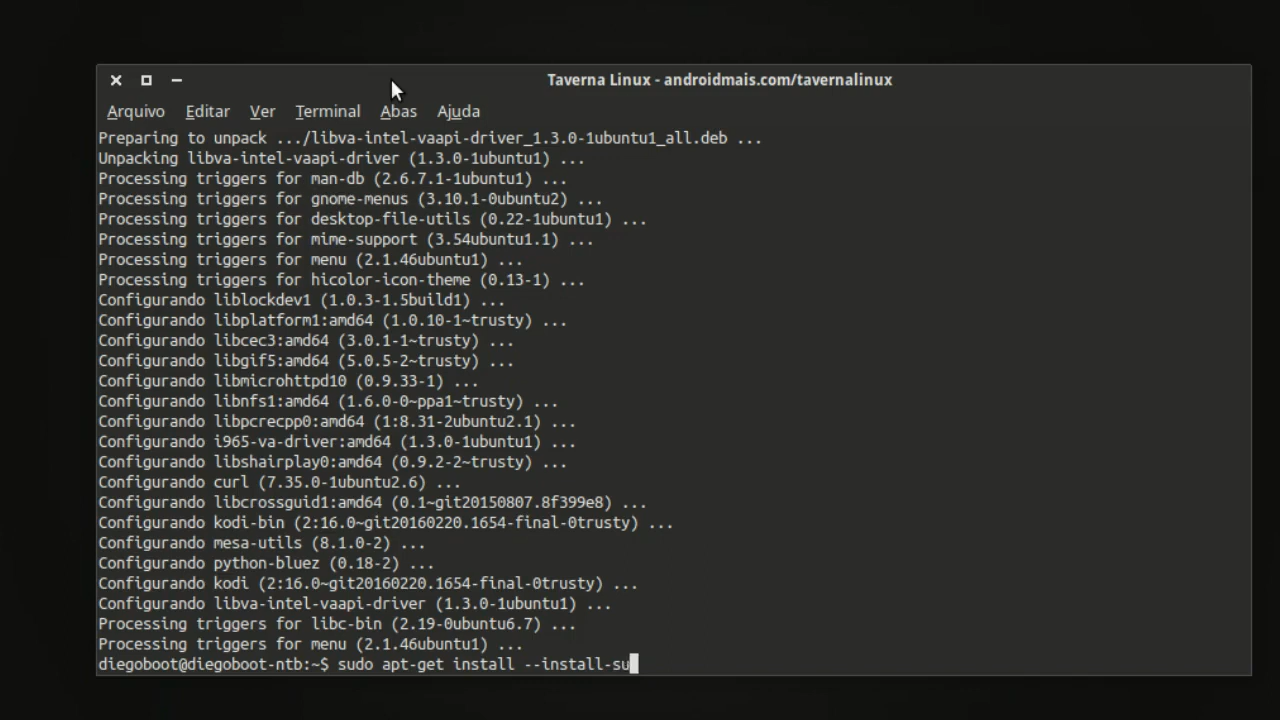 Taverna Linux - androidmais.com/tavernalinux
Arquivo Editar Ver Terminal Abas Ajuda
Preparing to unpack .../libva-intel-vaapi-driver_1.3.0-1ubuntu1_all.deb ...
Unpacking libva-intel-vaapi-driver (1.3.0-1ubuntu1) ...
Processing triggers for man-db (2.6.7.1-1ubuntu1) ...
Processing triggers for gnome-menus (3.10.1-0ubuntu2) ...
Processing triggers for desktop-file-utils (0.22-1ubuntu1) ...
Processing triggers for mime-support (3.54ubuntu1.1) ...
Processing triggers for menu (2.1.46ubuntu1) ...
Processing triggers for hicolor-icon-theme (0.13-1) ...
Configurando liblockdev1 (1.0.3-1.5build1) ...
Configurando libplatform1:amd64 (1.0.10-1~trusty) ...
Configurando libcec3:amd64 (3.0.1-1~trusty) ...
Configurando libgif5:amd64 (5.0.5-2~trusty) ...
Configurando libmicrohttpd10 (0.9.33-1) ...
Configurando libnfs1:amd64 (1.6.0-0~ppa1~trusty) ...
Configurando libpcrecpp0:amd64 (1:8.31-2ubuntu2.1) ...
Configurando i965-va-driver:amd64 (1.3.0-1ubuntu1) ...
Configurando libshairplay0:amd64 (0.9.2-2~trusty) ...
Configurando curl (7.35.0-1ubuntu2.6) ...
Configurando libcrossguid1:amd64 (0.1~git20150807.8f399e8) ...
Configurando kodi-bin (2:16.0~git20160220.1654-final-0trusty) ...
Configurando mesa-utils (8.1.0-2) ...
Configurando python-bluez (0.18-2) ...
Configurando kodi (2:16.0~git20160220.1654-final-0trusty) ...
Configurando libva-intel-vaapi-driver (1.3.0-1ubuntu1) ...
Processing triggers for libc-bin (2.19-0ubuntu6.7) ...
Processing triggers for menu (2.1.46ubuntu1) ...
diegoboot@diegoboot-ntb:~$ sudo apt-get install --install-su